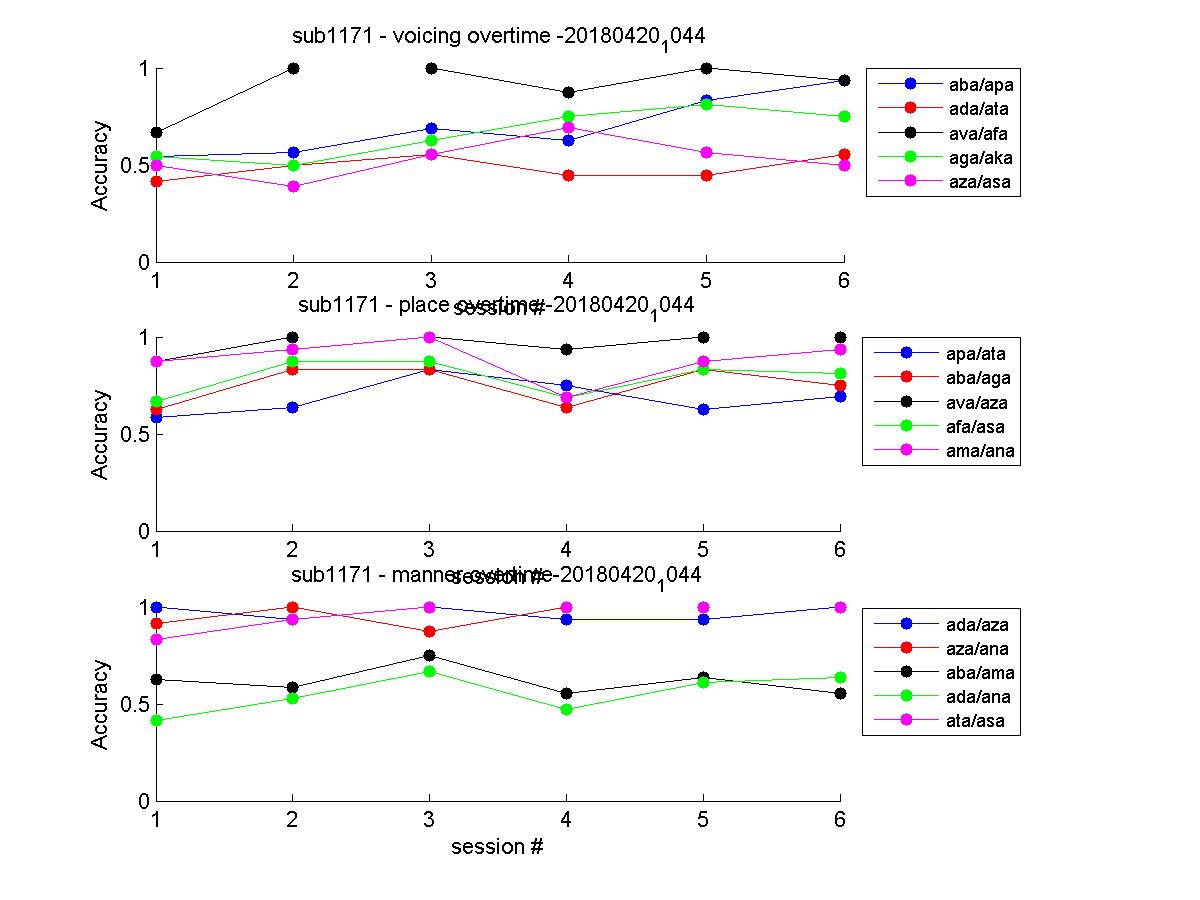 sub1171 - voicing overtime -20180420₁044
1
0.5
0
Accuracy
1 2 3 4 5 6
session #
aba/apa
ada/ata
ava/afa
aga/aka
aza/asa
sub1171 - place overtime -20180420₁044
1
0.5
0
Accuracy
1 2 3 4 5 6
session #
apa/ata
aba/aga
ava/aza
afa/asa
ama/ana
sub1171 - manner overtime-20180420₁044
1
0.5
0
Accuracy
1 2 3 4 5 6
session #
ada/aza
aza/ana
aba/ama
ada/ana
ata/asa